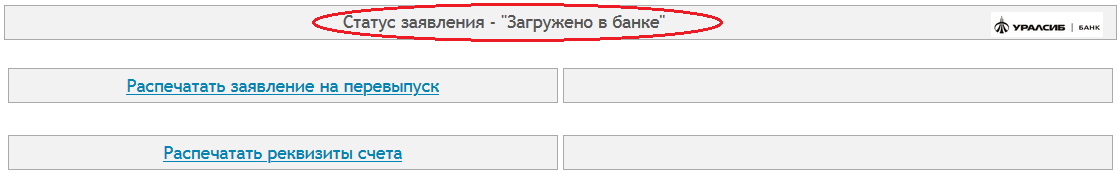 Статус заявления - "Загружено в банке"
УРАЛСИБ | БАНК
Распечатать заявление на перевыпуск
Распечатать реквизиты счета